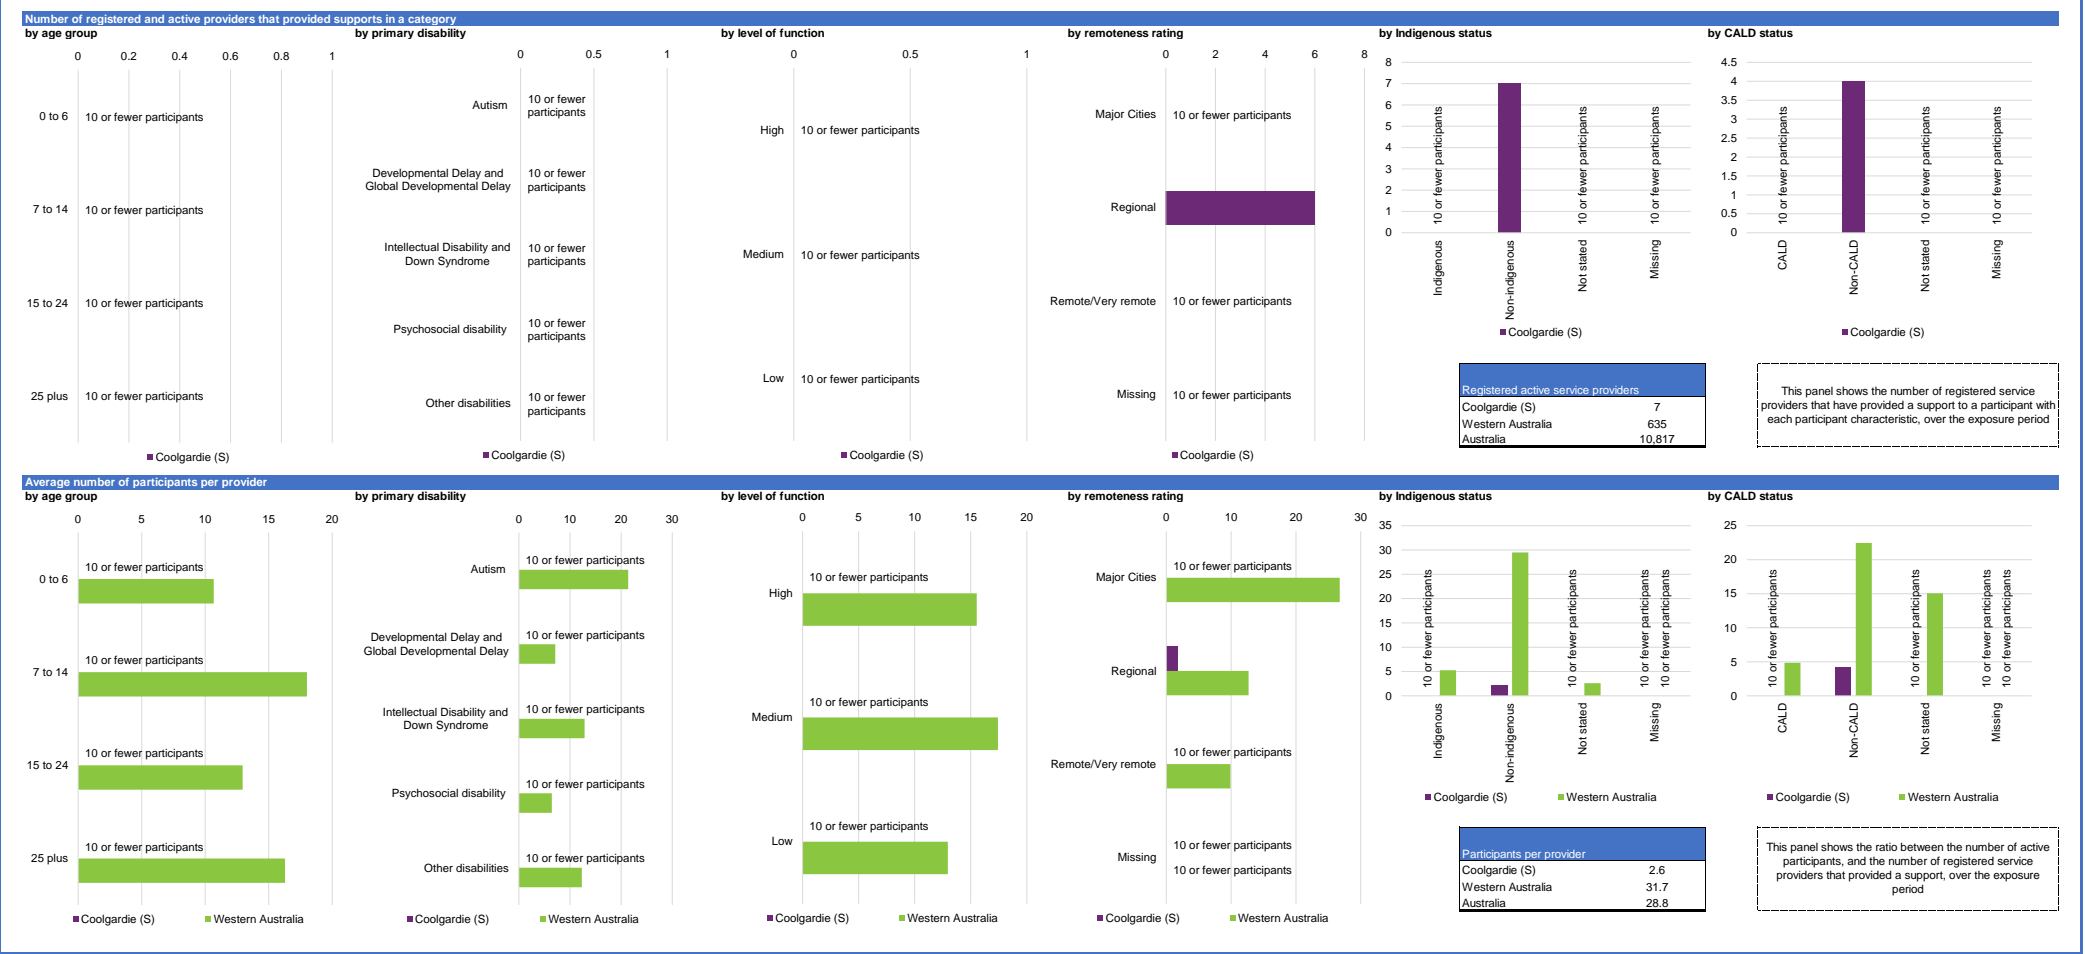 Number of registered and active providers that provided supports in a category
by age group
0 0.2 0.4 0.6 0.8 1
0 to 6 10 or fewer participants
7 to 14 10 or fewer participants
15 to 24 10 or fewer participants
25 plus 10 or fewer participants
Coolgardie (S)
by primary disability
0 0.5 1
Autism
10 or fewer
participants
Developmental Delay and
Global Developmental Delay
10 or fewer
participants
Intellectual Disability and
Down Syndrome
10 or fewer
participants
Psychosocial disability
10 or fewer
participants
Other disabilities
10 or fewer
participants
Coolgardie (S)
by level of function
0 0.5 1
High 10 or fewer participants
Medium 10 or fewer participants
Low 10 or fewer participants
Coolgardie (S)
by remoteness rating
0 2 4 6 8
Major Cities 10 or fewer participants
Regional
Remote/Very remote 10 or fewer participants
Missing 10 or fewer participants
Coolgardie (S)
by Indigenous status
8
7
6
5
4
3
2
1
0
10 or fewer participants
10 or fewer participants
10 or fewer participants
Indigenous
Non-indigenous
Not stated
Missing
Coolgardie (S)
by CALD status
4.5
4
3.5
3
2.5
2
1.5
1
0.5
0
10 or fewer participants
10 or fewer participants
10 or fewer participants
CALD
Non-CALD
Not stated
Missing
Coolgardie (S)
Registered active service providers
Coolgardie (S) 7
Western Australia 635
Australia 10,817
This panel shows the number of registered service
providers that have provided a support to a participant with
each participant characteristic, over the exposure period
Average number of participants per provider
by age group
0 5 10 15 20
10 or fewer participants
0 to 6
10 or fewer participants
7 to 14
10 or fewer participants
15 to 24
10 or fewer participants
25 plus
Coolgardie (S) Western Australia
by primary disability
0 10 20 30
10 or fewer participants
Autism
10 or fewer participants
Developmental Delay and
Global Developmental Delay
10 or fewer participants
Intellectual Disability and
Down Syndrome
10 or fewer participants
Psychosocial disability
10 or fewer participants
Other disabilities
Coolgardie (S) Western Australia
by level of function
0 5 10 15 20
10 or fewer participants
High
10 or fewer participants
Medium
10 or fewer participants
Low
Coolgardie (S) Western Australia
by remoteness rating
0 10 20 30
10 or fewer participants
Major Cities
Regional
10 or fewer participants
Remote/Very remote
10 or fewer participants
Missing
10 or fewer participants
Coolgardie (S) Western Australia
by Indigenous status
35
30
25
20
15
10
5
0
10 or fewer participants
10 or fewer participants
10 or fewer participants
10 or fewer participants
Indigenous
Non-indigenous
Not stated
Missing
Coolgardie (S) Western Australia
by CALD status
25
20
15
10
5
0
10 or fewer participants
10 or fewer participants
10 or fewer participants
10 or fewer participants
CALD
Non-CALD
Not stated
Missing
Coolgardie (S) Western Australia
Participants per provider
Coolgardie (S) 2.6
Western Australia 31.7
Australia 28.8
This panel shows the ratio between the number of active
participants, and the number of registered service
providers that provided a support, over the exposure
period